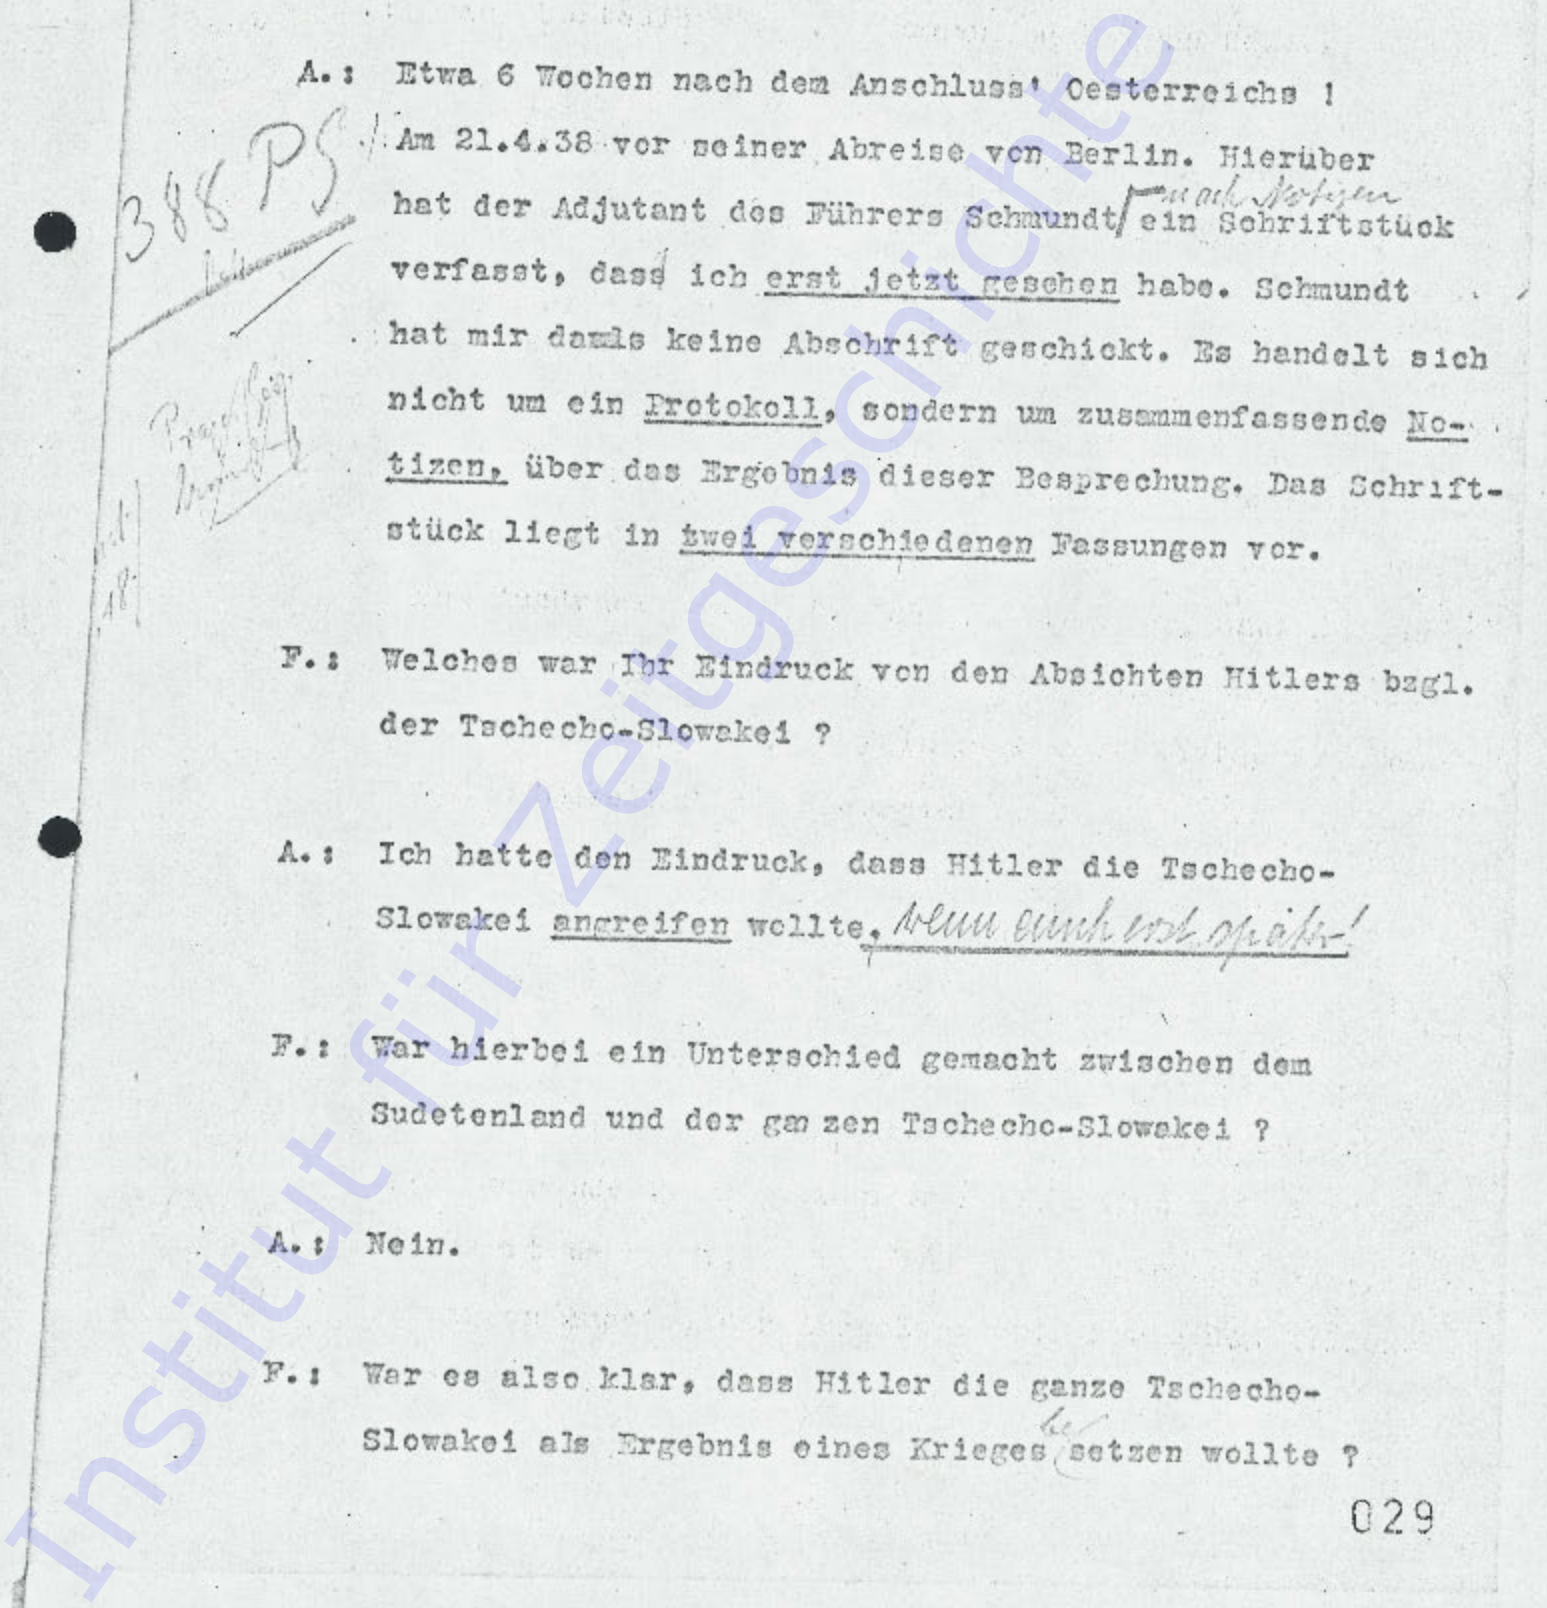 A.: Etwa 6 Wochen nach dem Anschluss' Oesterreichs !
388 PS
Am 21.4.38 vor seiner Abreise von Berlin. Hierüber
nach Notizen
hat der Adjutant des Führers Schmundt ein Schriftstück
verfasst, dass ich erst jetzt gesehen habe. Schmundt
hat mir damls keine Abschrift geschickt. Es handelt sich
nicht um ein Protokoll, sondern um zusammenfassende No-
tizen, über das Ergebnis dieser Besprechung. Das Schrift-
stück liegt in zwei verschiedenen Fassungen vor.
F.: Welches war Ihr Eindruck von den Absichten Hitlers bzgl.
der Tschecho-Slowakei ?
A.: Ich hatte den Eindruck, dass Hitler die Tschecho-
Slowakei angreifen wollte, wenn auch erst später!
F.: War hierbei ein Unterschied gemacht zwischen dem
Sudetenland und der gan zen Tschecho-Slowakei ?
A.: Nein.
F.: War es also klar, dass Hitler die ganze Tschecho-
be
Slowakei als Ergebnis eines Krieges setzen wollte ?
029
Institut für Zeitgeschichte